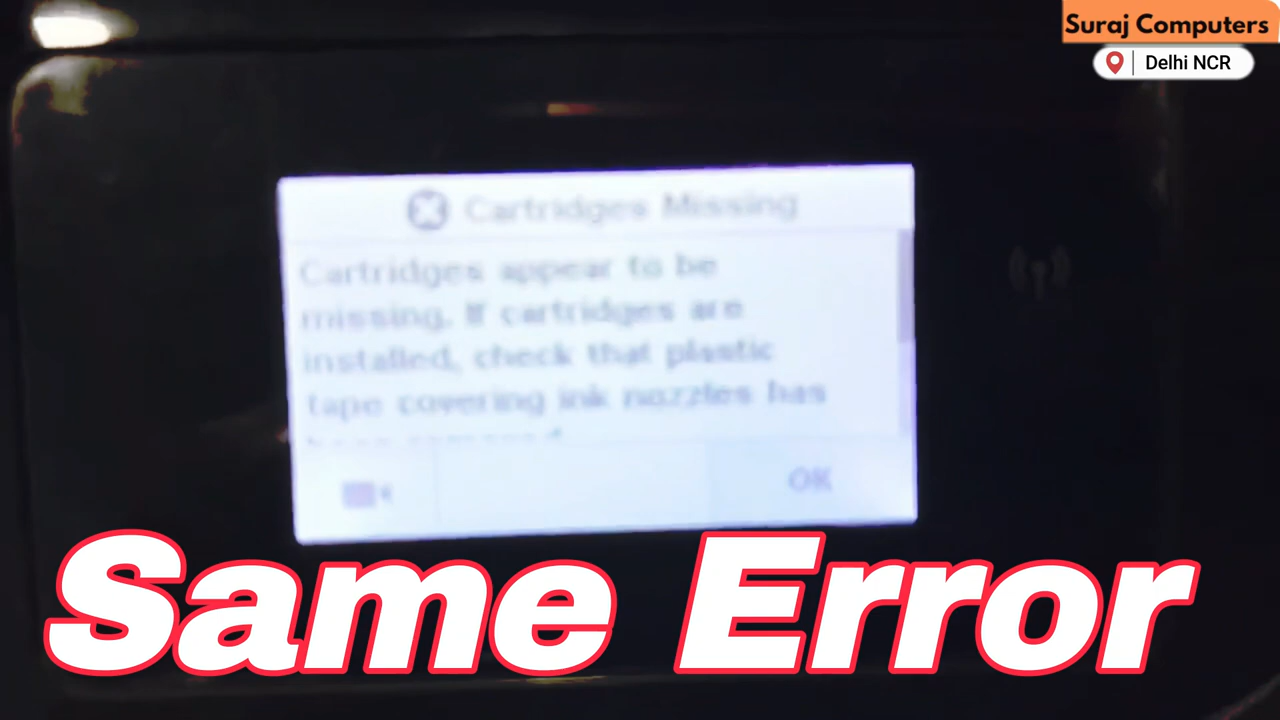 Suraj Computers
Delhi NCR
Cartridges Missing
Cartridges appear to be
missing. If cartridges are
installed, check that plastic
tape covering ink nozzles has
OK
Same Error